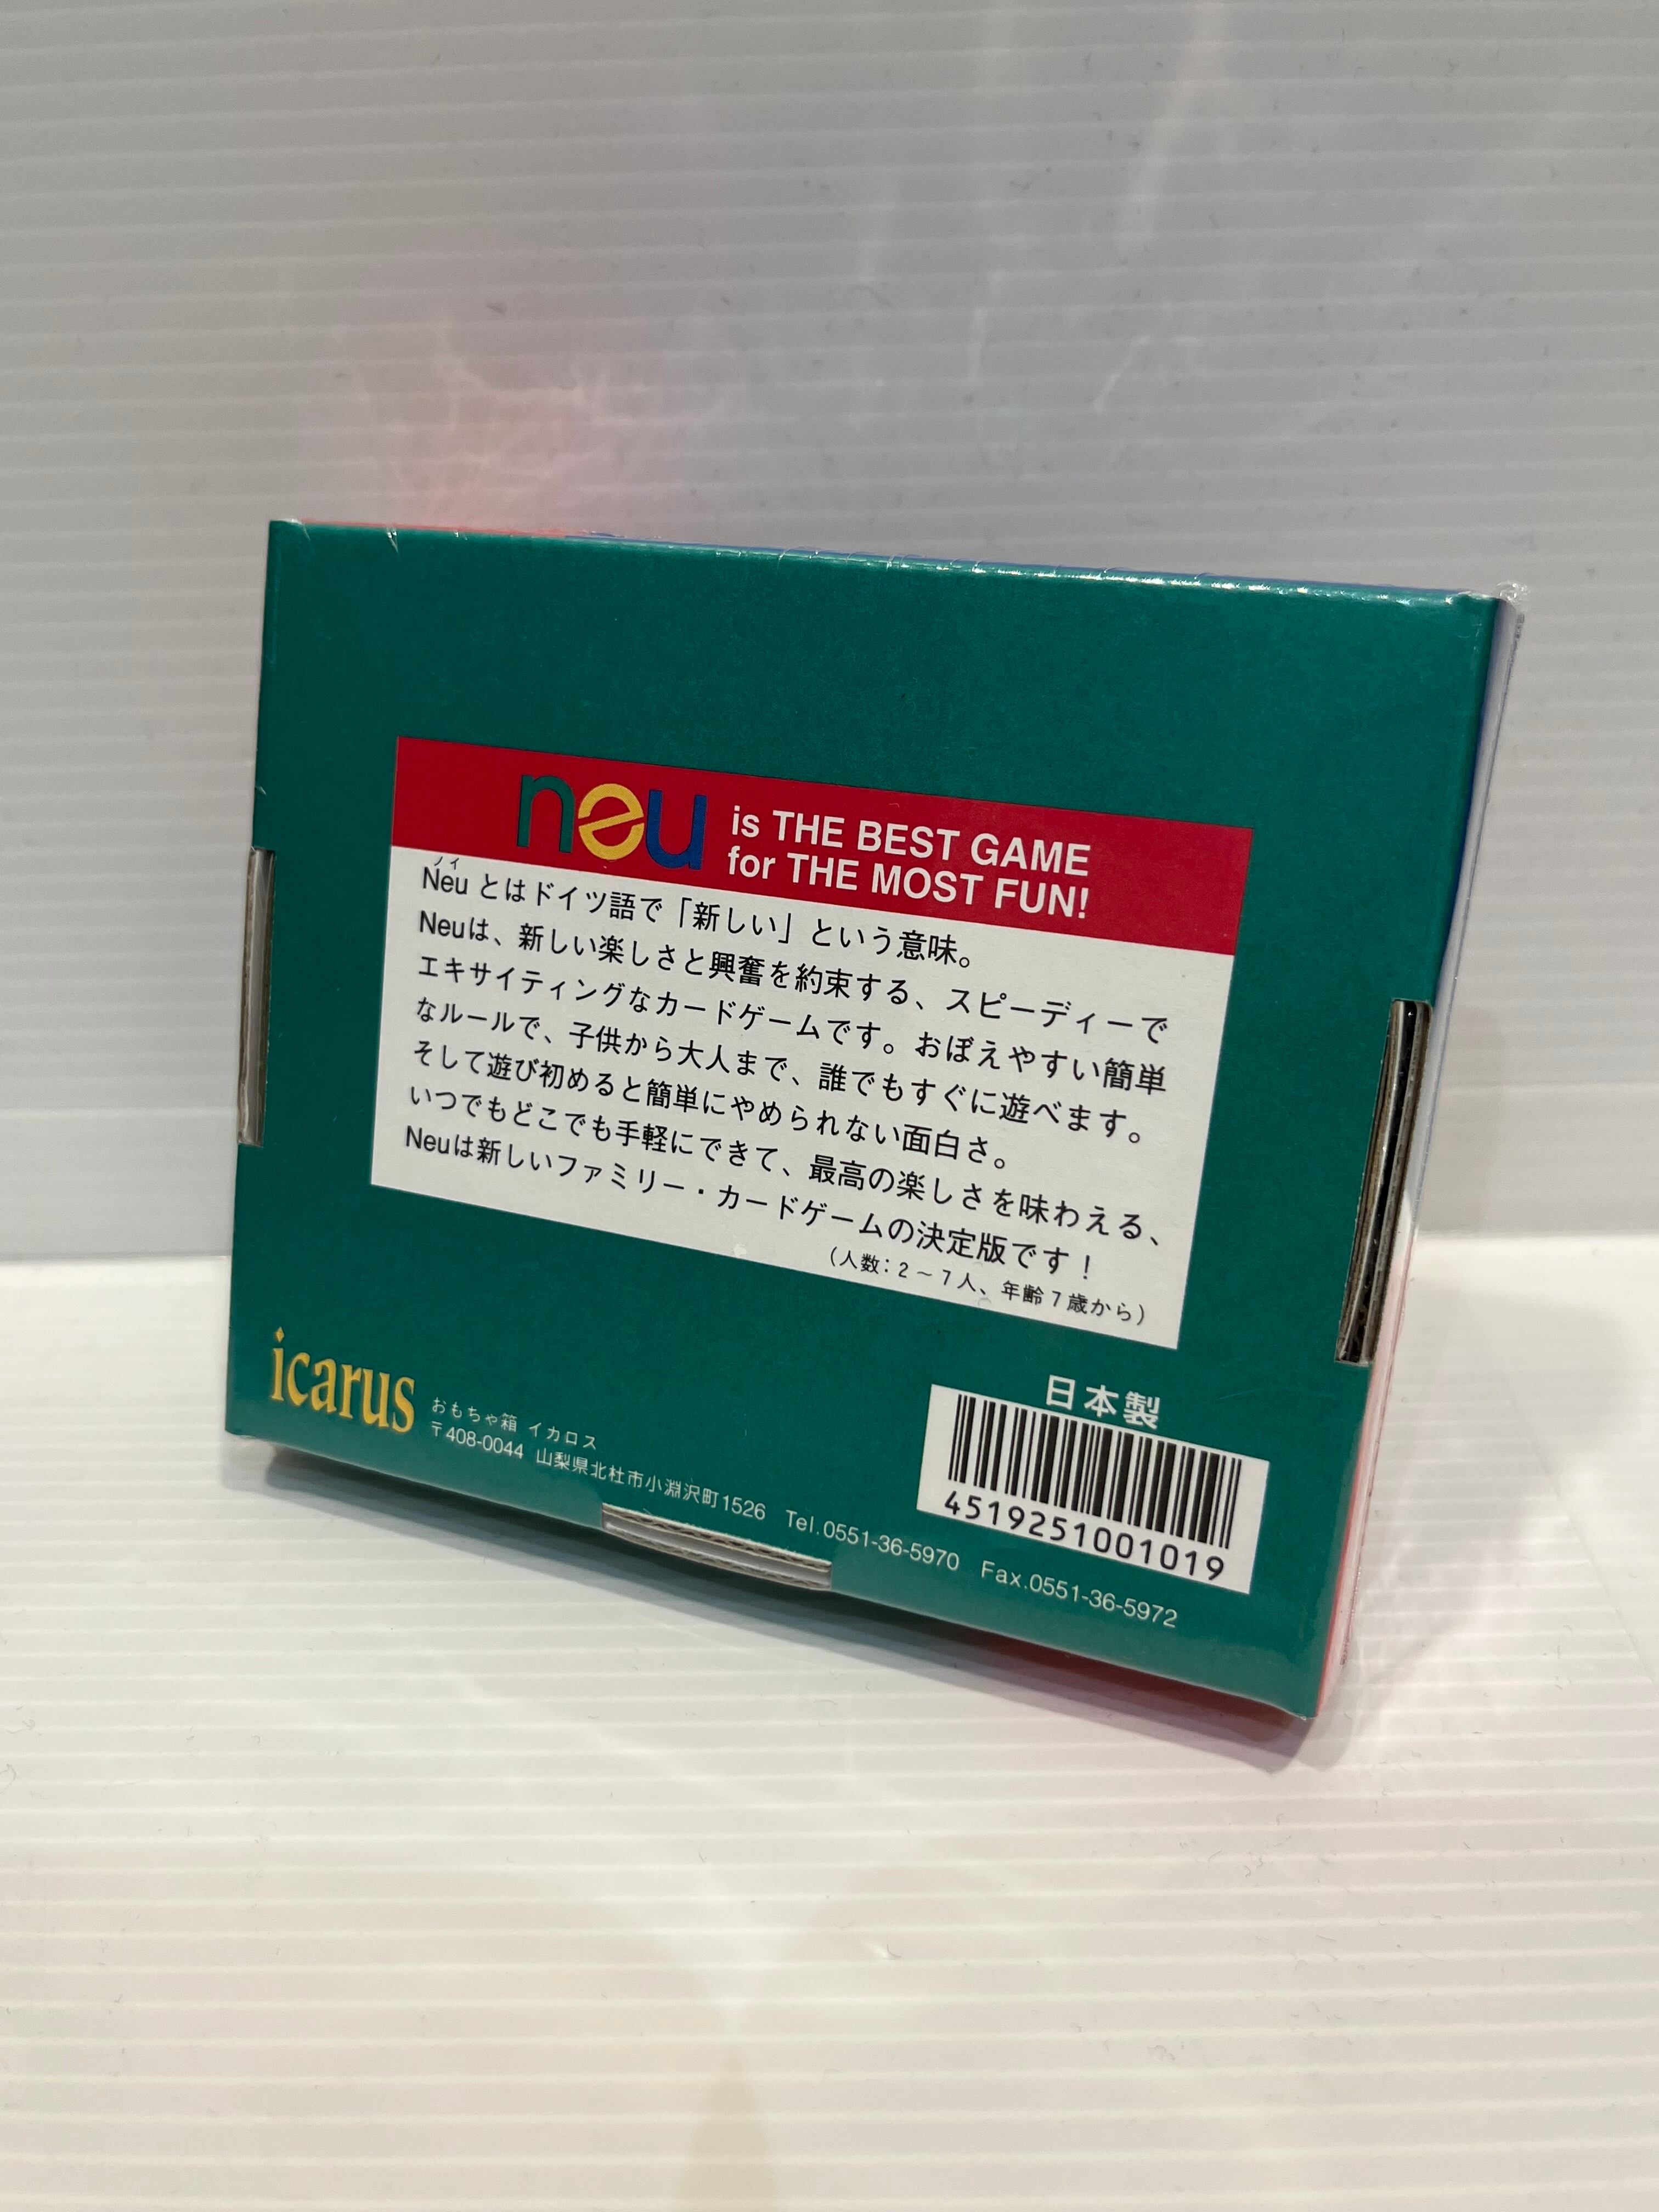 neu is THE BEST GAME
for THE MOST FUN!
ノイ
Neu とはドイツ語で「新しい」という意味。
Neuは、新しい楽しさと興奮を約束する、スピーディーで
エキサイティングなカードゲームです。おぼえやすい簡単
なルールで、子供から大人まで、誰でもすぐに遊べます。
そして遊び初めると簡単にやめられない面白さ。
いつでもどこでも手軽にできて、最高の楽しさを味わえる、
Neuは新しいファミリー・カードゲームの決定版です！
(人数：2～7人、年齢7歳から)
日本製
4519251001019
icarus
おもちゃ箱 イカロス
〒408-0044 山梨県北杜市小淵沢町1526 Tel.0551-36-5970 Fax.0551-36-5972